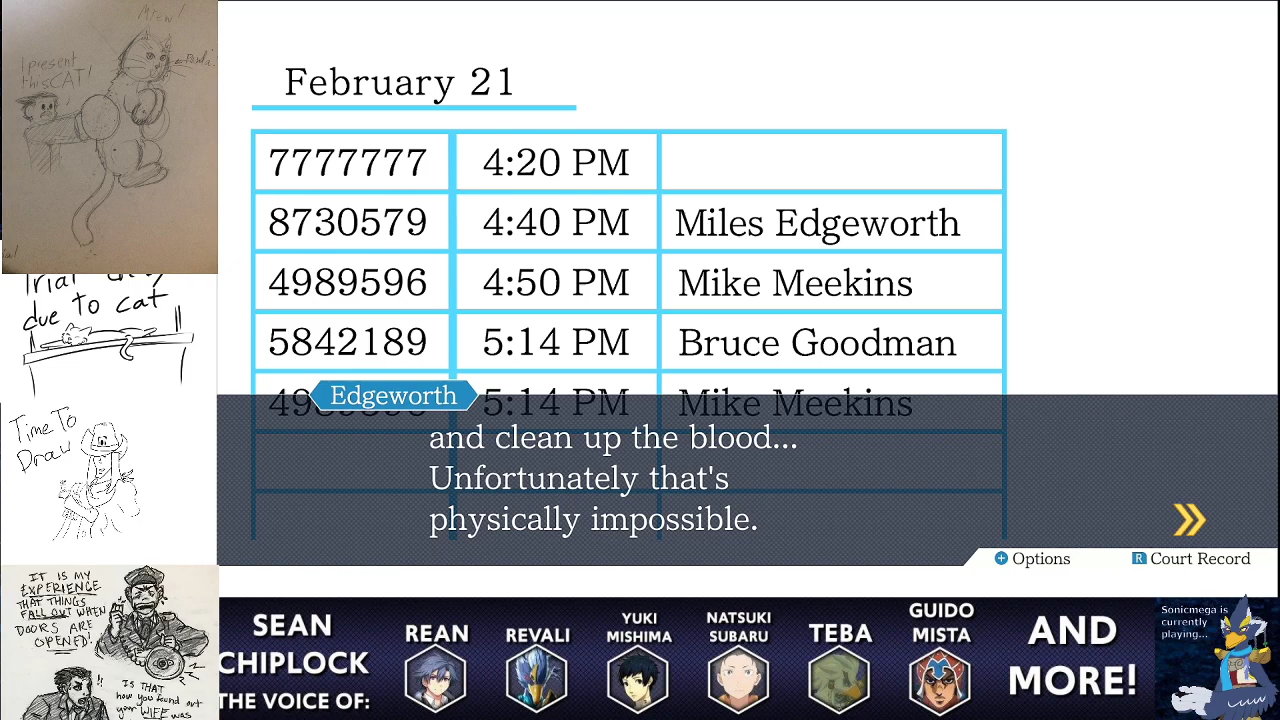 Mrew!
I present
this CAT!
Trial
due to cat
Time To
Draw
IT IS MY
EXPERIENCE
THAT THINGS
FALL OUT WHEN
DOORS ARE
OPENED!
!!
IS THAT
how you found out
your WIFE was
February 21
7777777 4:20 PM
8730579 4:40 PM Miles Edgeworth
4989596 4:50 PM Mike Meekins
5842189 5:14 PM Bruce Goodman
4989596 5:14 PM Mike Meekins
Edgeworth
and clean up the blood...
Unfortunately that's
physically impossible.
Options
R Court Record
SEAN
CHIPLOCK
THE VOICE OF:
REAN
REVALI
YUKI
MISHIMA
NATSUKI
SUBARU
TEBA
GUIDO
MISTA
AND
MORE!
Sonicmega is
currently
playing...